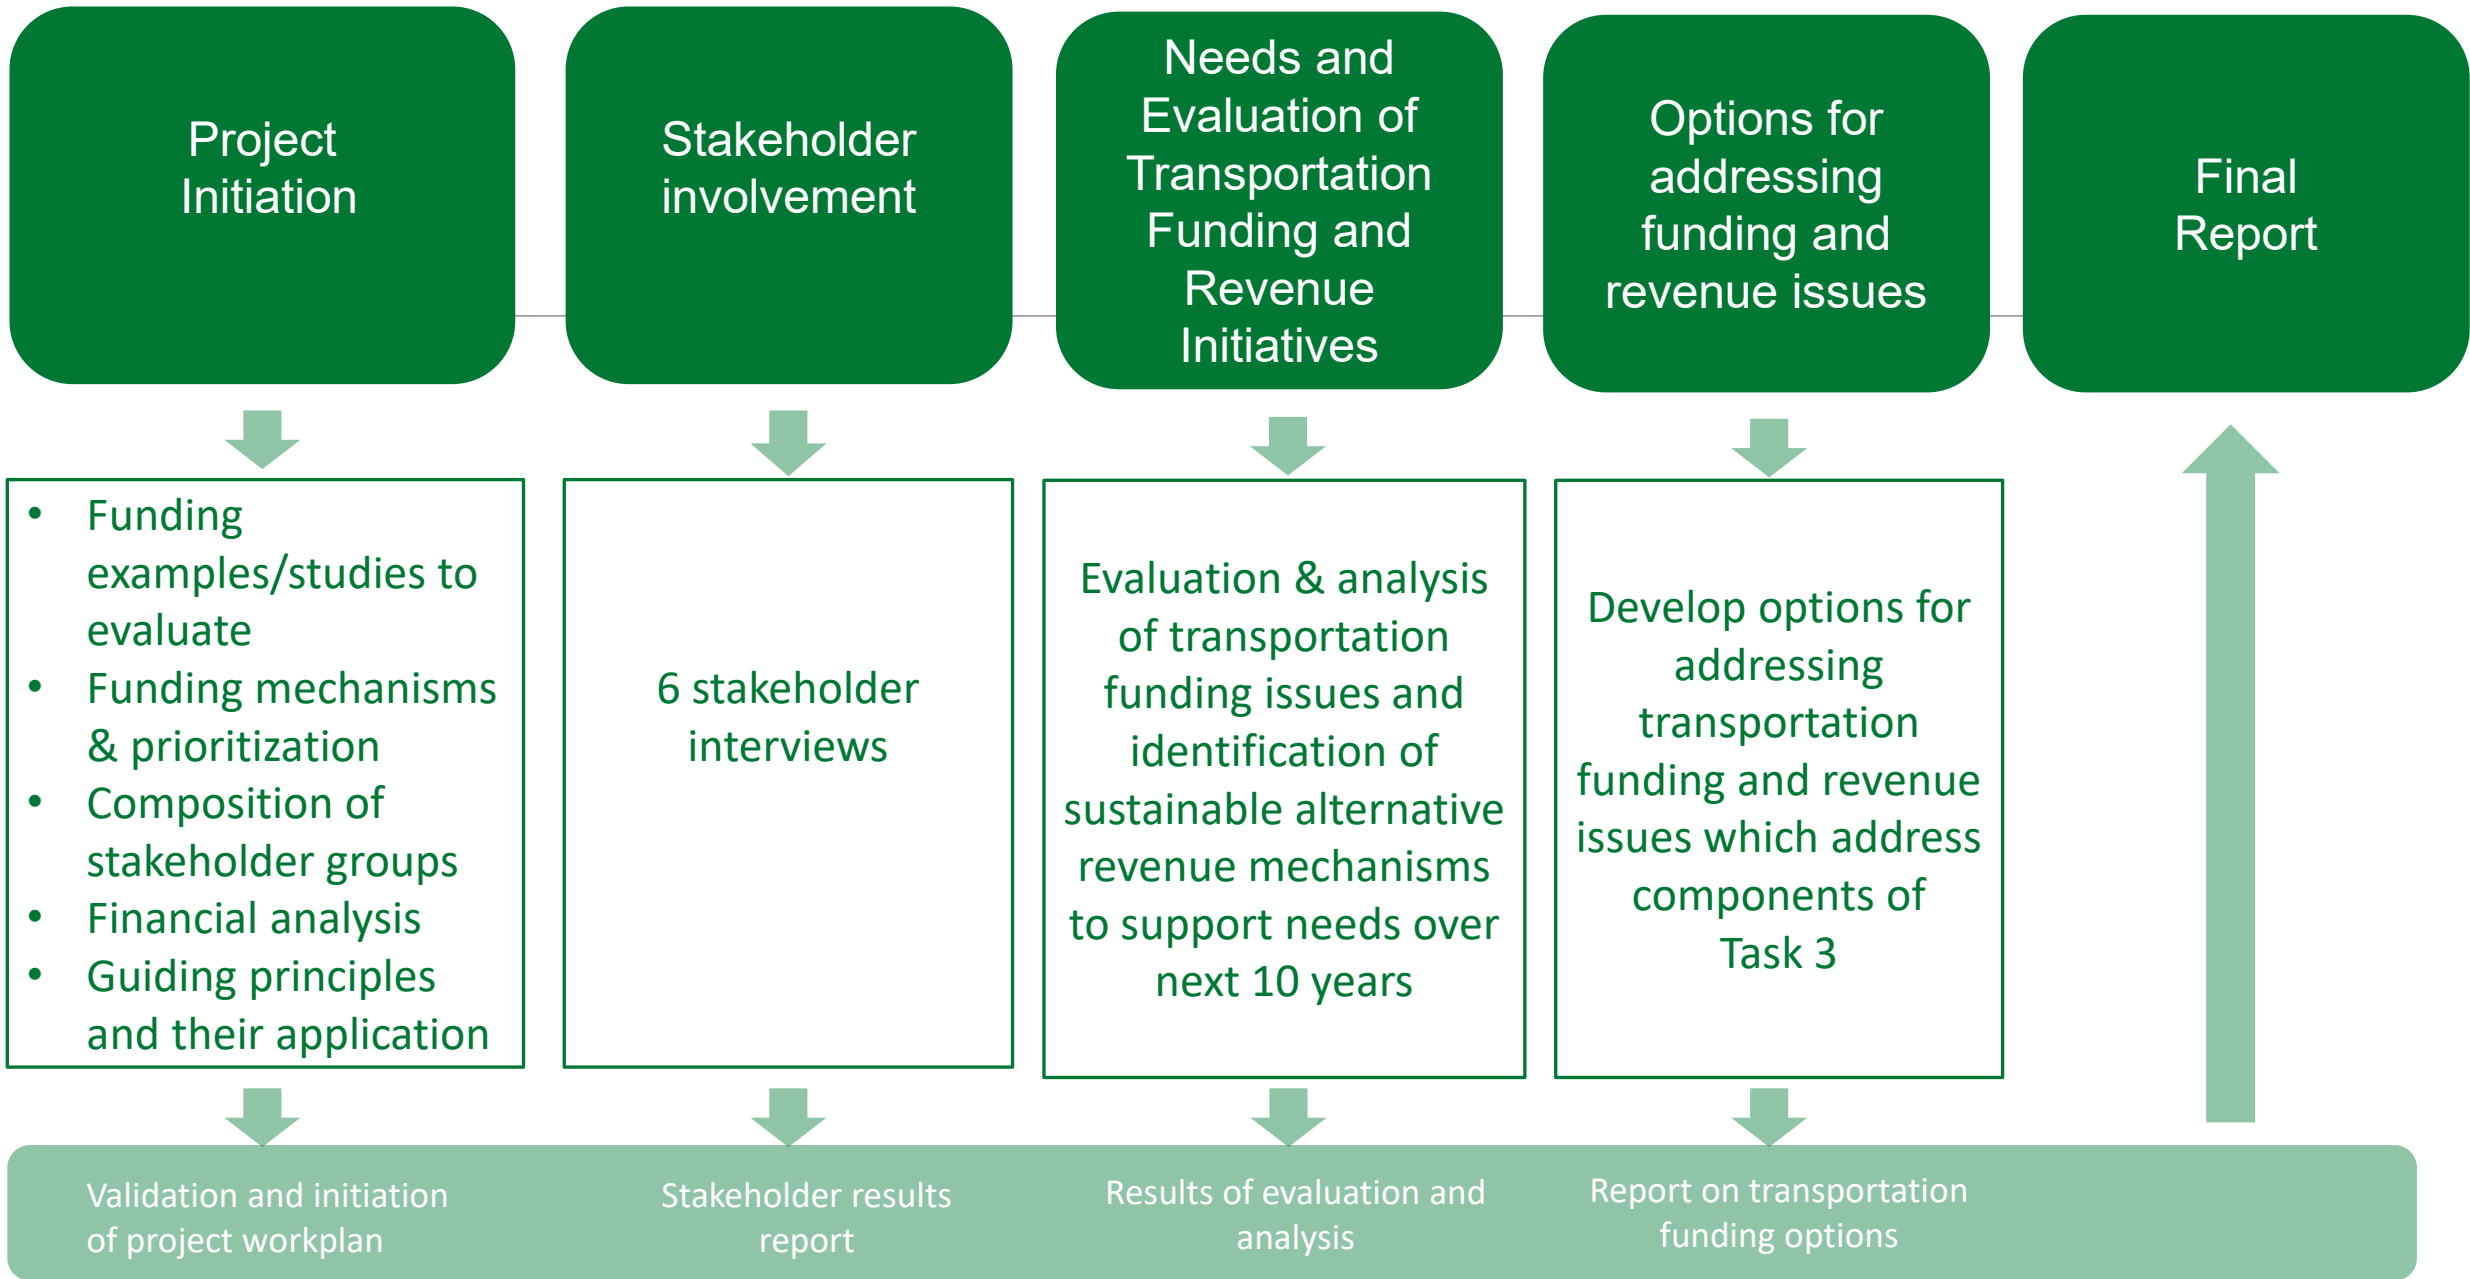 Project
Initiation
Stakeholder
involvement
Needs and
Evaluation of
Transportation
Funding and
Revenue
Initiatives
Options for
addressing
funding and
revenue issues
Final
Report
• Funding
examples/studies to
evaluate
• Funding mechanisms
& prioritization
• Composition of
stakeholder groups
• Financial analysis
• Guiding principles
and their application
6 stakeholder
interviews
Evaluation & analysis
of transportation
funding issues and
identification of
sustainable alternative
revenue mechanisms
to support needs over
next 10 years
Develop options for
addressing
transportation
funding and revenue
issues which address
components of
Task 3
Validation and initiation
of project workplan
Stakeholder results
report
Results of evaluation and
analysis
Report on transportation
funding options